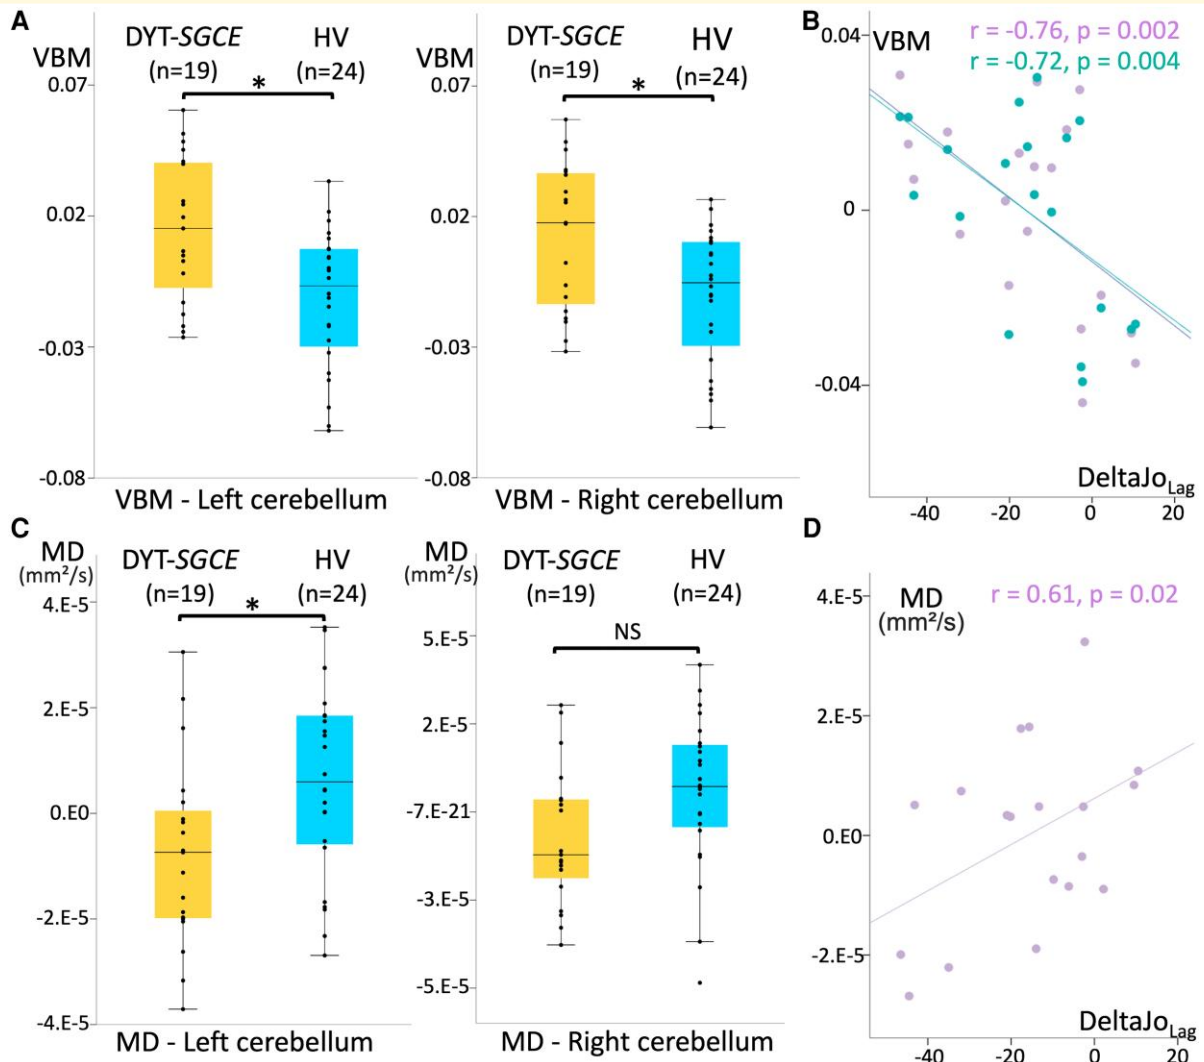 A
VBM
DYT-SGCE
(n=19)
HV
(n=24)
*
0.07
0.02
-0.03
-0.08
VBM - Left cerebellum
DYT-SGCE
(n=19)
HV
(n=24)
*
0.07
0.02
-0.03
-0.08
VBM - Right cerebellum
B
VBM
r = -0.76, p = 0.002
r = -0.72, p = 0.004
0.04
0
-0.04
DeltaJoLag
-40 -20 0 20
C
MD
(mm²/s)
DYT-SGCE
(n=19)
HV
(n=24)
*
4.E-5
2.E-5
0.E0
-2.E-5
-4.E-5
MD - Left cerebellum
MD
(mm²/s)
DYT-SGCE
(n=19)
HV
(n=24)
NS
5.E-5
2.E-5
-7.E-21
-3.E-5
-5.E-5
MD - Right cerebellum
D
MD
(mm²/s)
r = 0.61, p = 0.02
4.E-5
2.E-5
0.E0
-2.E-5
DeltaJoLag
-40 -20 0 20